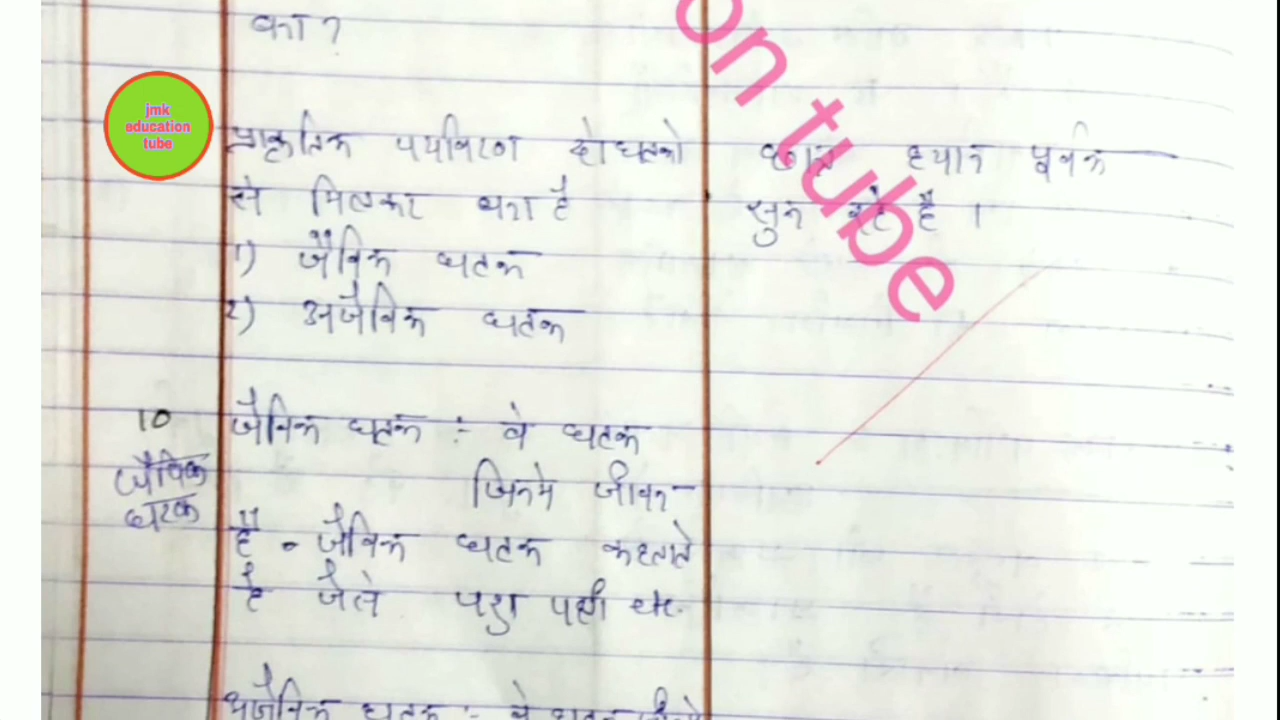 का?
jmk
education
tube
on tube
प्राकृतिक पर्यावरण दो घटको
से मिलकर बना है
1) जैविक घटक
2) अजैविक घटक
छात्र ध्यान पूर्वक
सुन रहे है ।
10
जैविक
घटक
जैविक घटक :- वे घटक
जिनमे जीवन
है जैविक घटक कहलाते
है जैसे पशु पक्षी
अजैविक घटक :- वे घटक